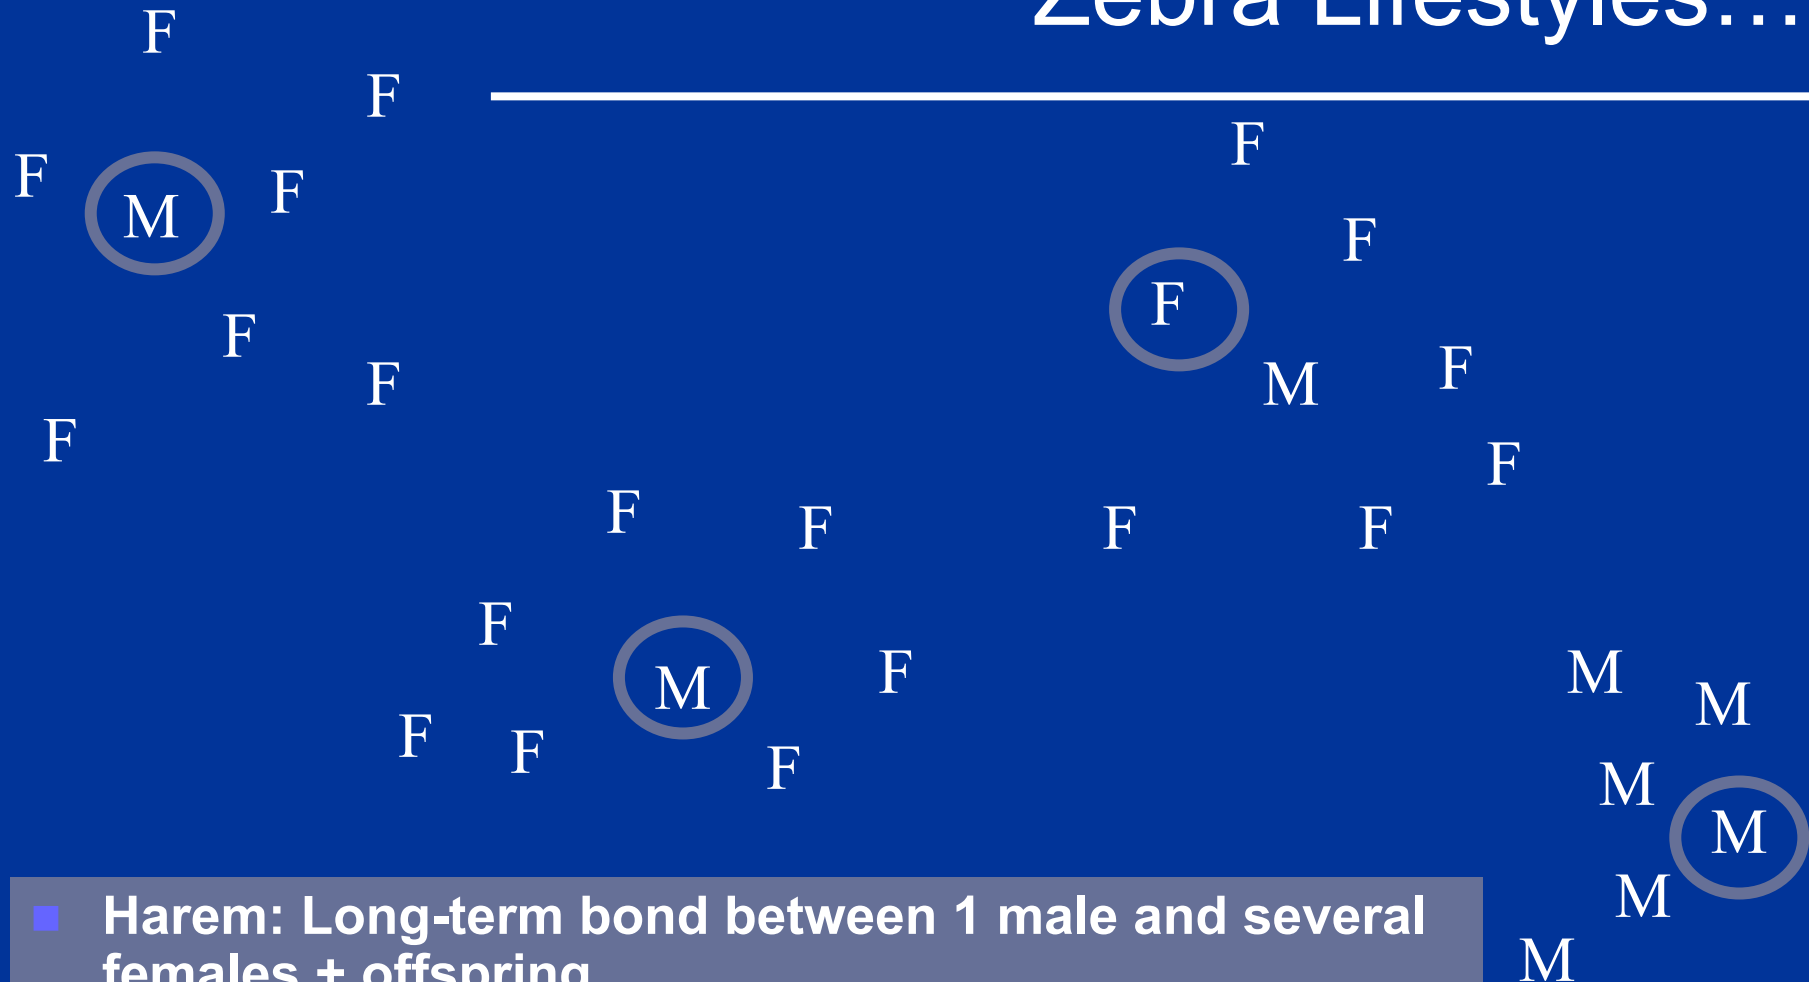 Zebra Lifestyles…
F
F
F
F
M
F
F
F
F
F
F
M
F
F
F
F
F
F
F
F
M
F
F
F
F
M
M
M
M
M
M
Harem: Long-term bond between 1 male and several
females + offspring